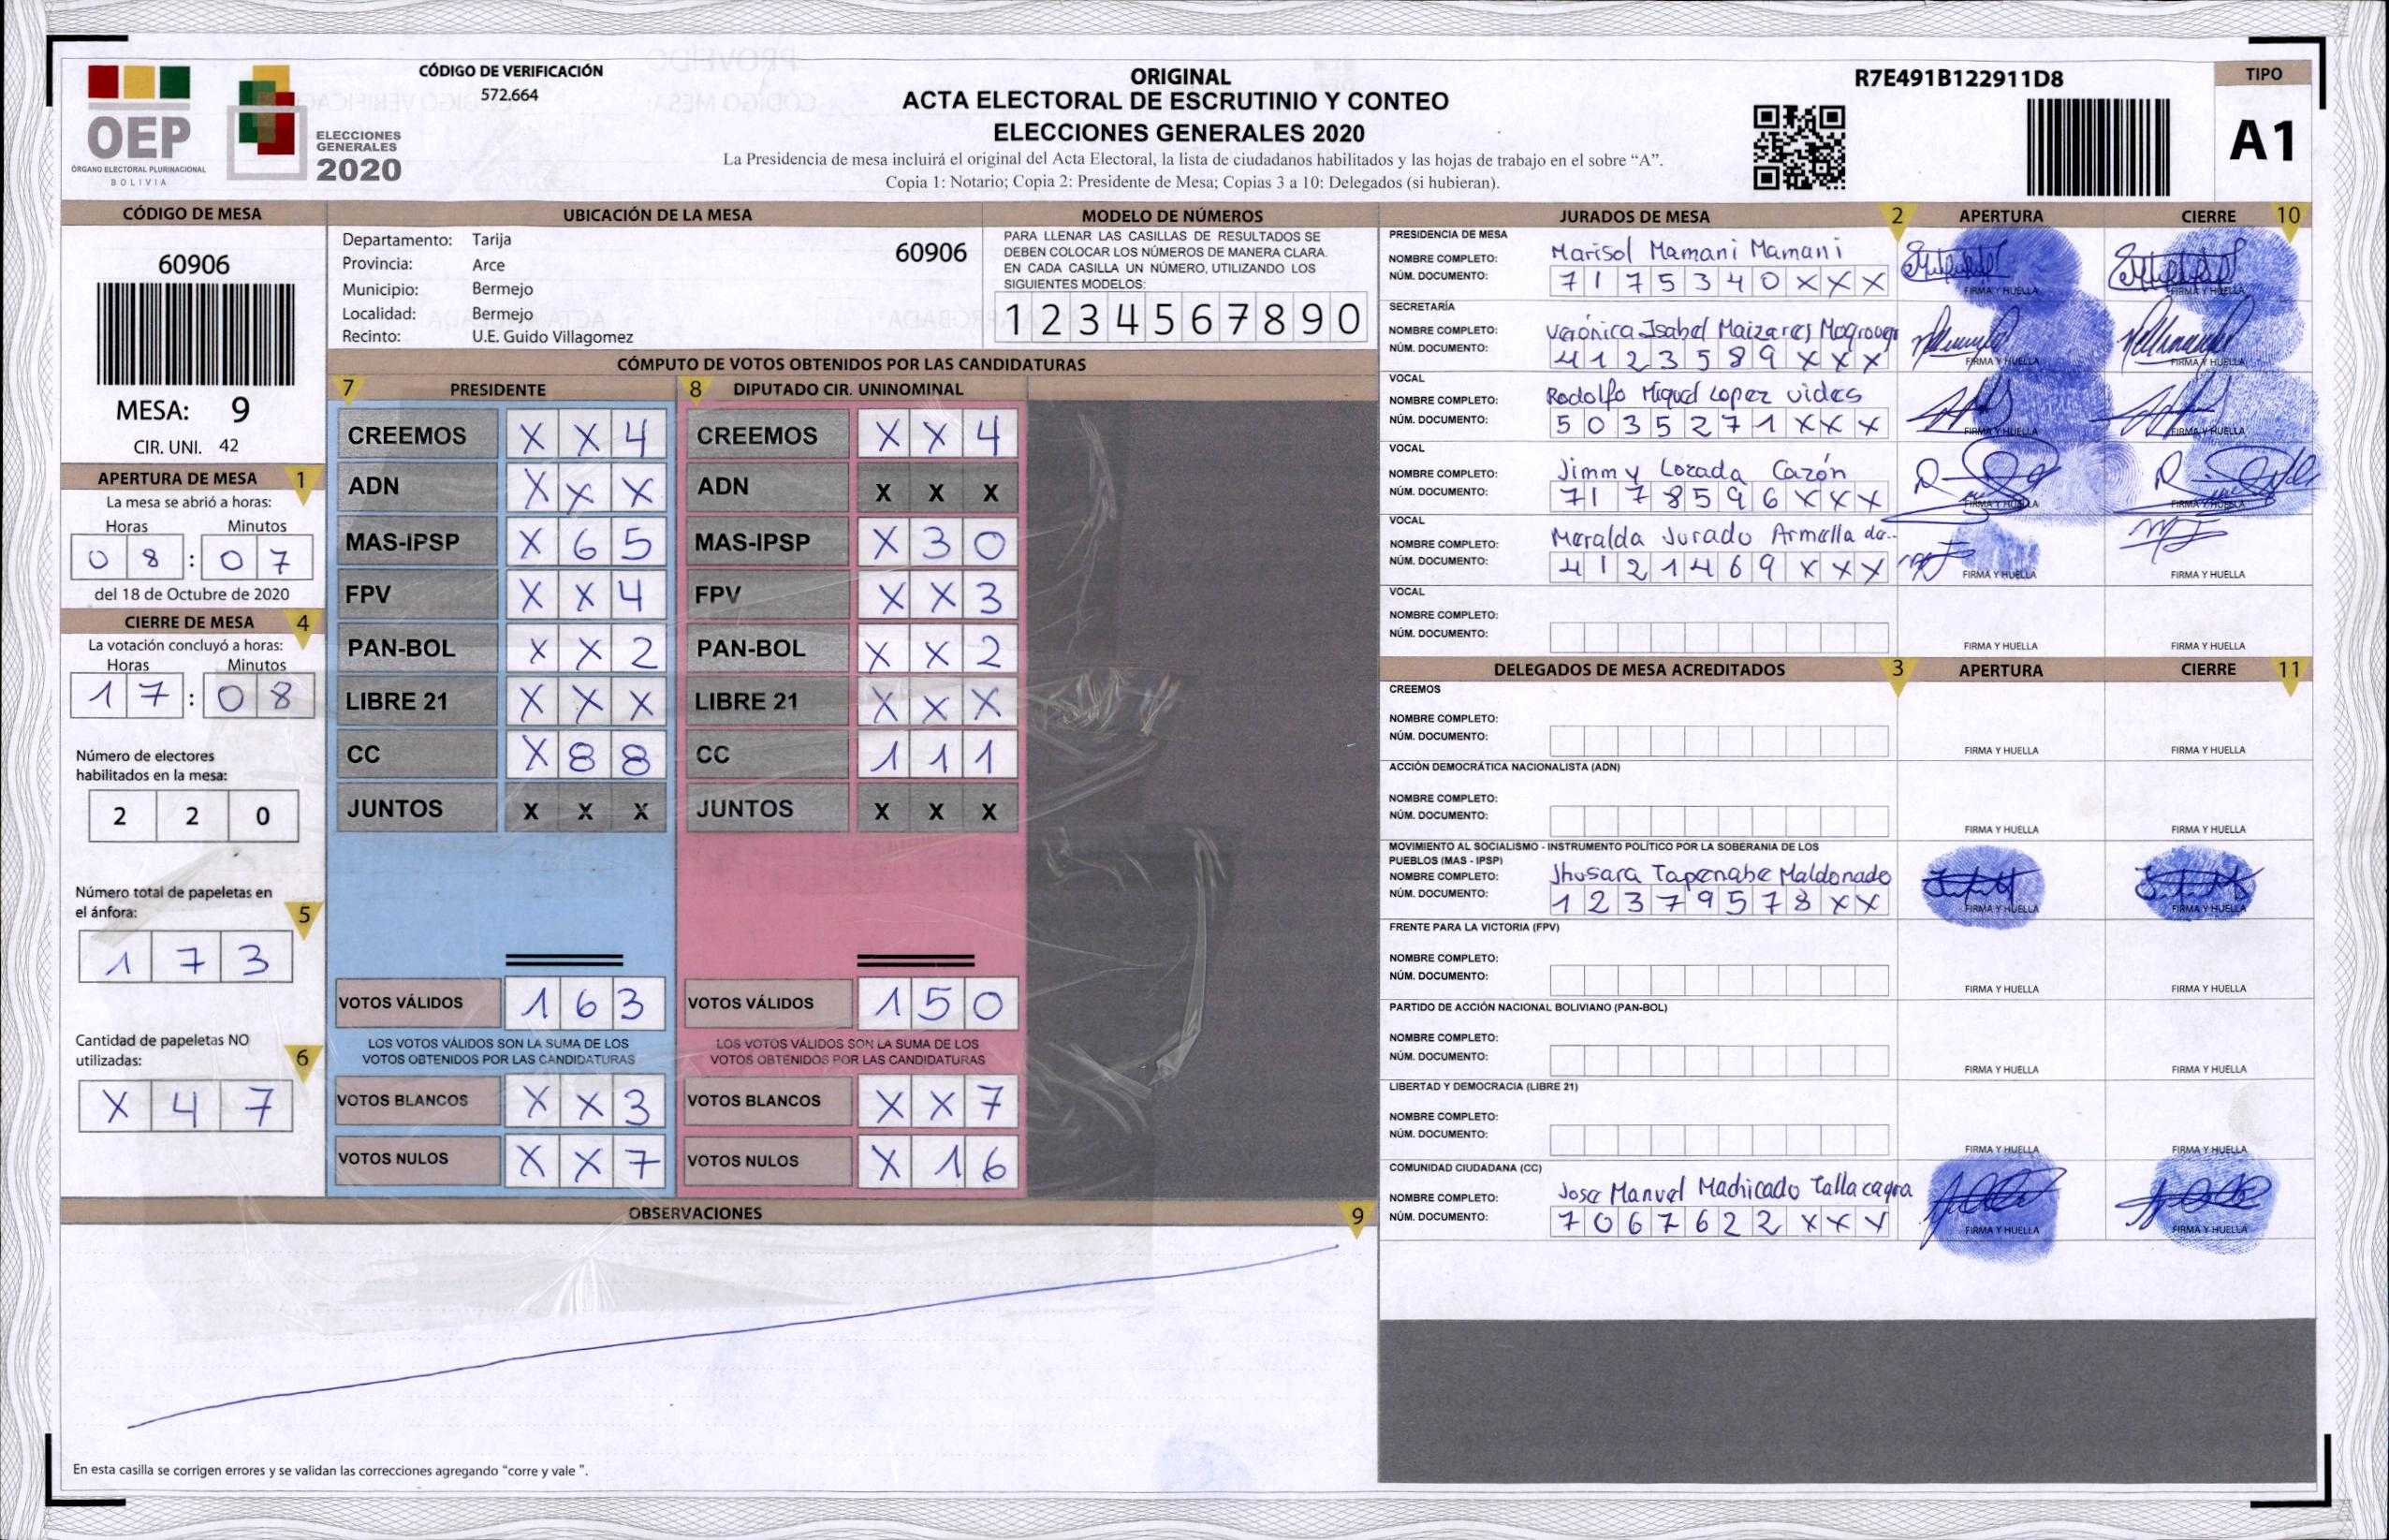 OEP
ÓRGANO ELECTORAL PLURINACIONAL
BOLIVIA
ELECCIONES
GENERALES
2020
CÓDIGO DE VERIFICACIÓN
572.664
ORIGINAL
ACTA ELECTORAL DE ESCRUTINIO Y CONTEO
ELECCIONES GENERALES 2020
La Presidencia de mesa incluirá el original del Acta Electoral, la lista de ciudadanos habilitados y las hojas de trabajo en el sobre “A”.
Copia 1: Notario; Copia 2: Presidente de Mesa; Copias 3 a 10: Delegados (si hubieran).
R7E491B122911D8
TIPO
A1
CÓDIGO DE MESA
60906
MESA: 9
CIR. UNI. 42
APERTURA DE MESA 1
La mesa se abrió a horas:
Horas Minutos
0 8 : 0 7
del 18 de Octubre de 2020
CIERRE DE MESA 4
La votación concluyó a horas:
Horas Minutos
1 7 : 0 8
Número de electores
habilitados en la mesa:
2 2 0
Número total de papeletas en
el ánfora: 5
1 7 3
Cantidad de papeletas NO
utilizadas: 6
X 4 7
UBICACIÓN DE LA MESA
Departamento: Tarija
60906
Provincia: Arce
Municipio: Bermejo
Localidad: Bermejo
Recinto: U.E. Guido Villagomez
MODELO DE NÚMEROS
PARA LLENAR LAS CASILLAS DE RESULTADOS SE
DEBEN COLOCAR LOS NÚMEROS DE MANERA CLARA.
EN CADA CASILLA UN NÚMERO, UTILIZANDO LOS
SIGUIENTES MODELOS:
1 2 3 4 5 6 7 8 9 0
CÓMPUTO DE VOTOS OBTENIDOS POR LAS CANDIDATURAS
7 PRESIDENTE
CREEMOS X X 4
ADN X X X
MAS-IPSP X 6 5
FPV X X 4
PAN-BOL X X 2
LIBRE 21 X X X
CC X 8 8
JUNTOS X X X
VOTOS VÁLIDOS 1 6 3
LOS VOTOS VÁLIDOS SON LA SUMA DE LOS
VOTOS OBTENIDOS POR LAS CANDIDATURAS
VOTOS BLANCOS X X 3
VOTOS NULOS X X 7
8 DIPUTADO CIR. UNINOMINAL
CREEMOS X X 4
ADN X X X
MAS-IPSP X 3 0
FPV X X 3
PAN-BOL X X 2
LIBRE 21 X X X
CC 1 1 1
JUNTOS X X X
VOTOS VÁLIDOS 1 5 0
LOS VOTOS VÁLIDOS SON LA SUMA DE LOS
VOTOS OBTENIDOS POR LAS CANDIDATURAS
VOTOS BLANCOS X X 7
VOTOS NULOS X 1 6
OBSERVACIONES 9
En esta casilla se corrigen errores y se validan las correcciones agregando “corre y vale ”.
JURADOS DE MESA 2 APERTURA CIERRE 10
PRESIDENCIA DE MESA
NOMBRE COMPLETO: Marisol Mamani Mamani
NÚM. DOCUMENTO: 7 1 7 5 3 4 0 X X X
FIRMA Y HUELLA FIRMA Y HUELLA
SECRETARÍA
NOMBRE COMPLETO: Verónica Isabel Maizares
NÚM. DOCUMENTO: 4 1 2 3 5 8 9 X X X
FIRMA Y HUELLA FIRMA Y HUELLA
VOCAL
NOMBRE COMPLETO: Rodolfo Miguel Lopez vides
NÚM. DOCUMENTO: 5 0 3 5 2 7 1 X X X
FIRMA Y HUELLA FIRMA Y HUELLA
VOCAL
NOMBRE COMPLETO: Jimmy Lozada Cazón
NÚM. DOCUMENTO: 7 1 7 8 5 9 6 X X X
FIRMA Y HUELLA FIRMA Y HUELLA
VOCAL
NOMBRE COMPLETO: Meralda Jurado Armella de..
NÚM. DOCUMENTO: 4 1 2 1 4 6 9 X X X
FIRMA Y HUELLA FIRMA Y HUELLA
VOCAL
NOMBRE COMPLETO:
NÚM. DOCUMENTO:
FIRMA Y HUELLA FIRMA Y HUELLA
DELEGADOS DE MESA ACREDITADOS 3 APERTURA CIERRE 11
CREEMOS
NOMBRE COMPLETO:
NÚM. DOCUMENTO:
FIRMA Y HUELLA FIRMA Y HUELLA
ACCIÓN DEMOCRÁTICA NACIONALISTA (ADN)
NOMBRE COMPLETO:
NÚM. DOCUMENTO:
FIRMA Y HUELLA FIRMA Y HUELLA
MOVIMIENTO AL SOCIALISMO - INSTRUMENTO POLÍTICO POR LA SOBERANIA DE LOS
PUEBLOS (MAS - IPSP)
NOMBRE COMPLETO: Jhusara Tapenabe Maldonado
NÚM. DOCUMENTO: 1 2 3 7 9 5 7 8 X X
FIRMA Y HUELLA FIRMA Y HUELLA
FRENTE PARA LA VICTORIA (FPV)
NOMBRE COMPLETO:
NÚM. DOCUMENTO:
FIRMA Y HUELLA FIRMA Y HUELLA
PARTIDO DE ACCIÓN NACIONAL BOLIVIANO (PAN-BOL)
NOMBRE COMPLETO:
NÚM. DOCUMENTO:
FIRMA Y HUELLA FIRMA Y HUELLA
LIBERTAD Y DEMOCRACIA (LIBRE 21)
NOMBRE COMPLETO:
NÚM. DOCUMENTO:
FIRMA Y HUELLA FIRMA Y HUELLA
COMUNIDAD CIUDADANA (CC)
NOMBRE COMPLETO: Jose Manuel Machicado
NÚM. DOCUMENTO: 7 0 6 7 6 2 2 X X X
FIRMA Y HUELLA FIRMA Y HUELLA